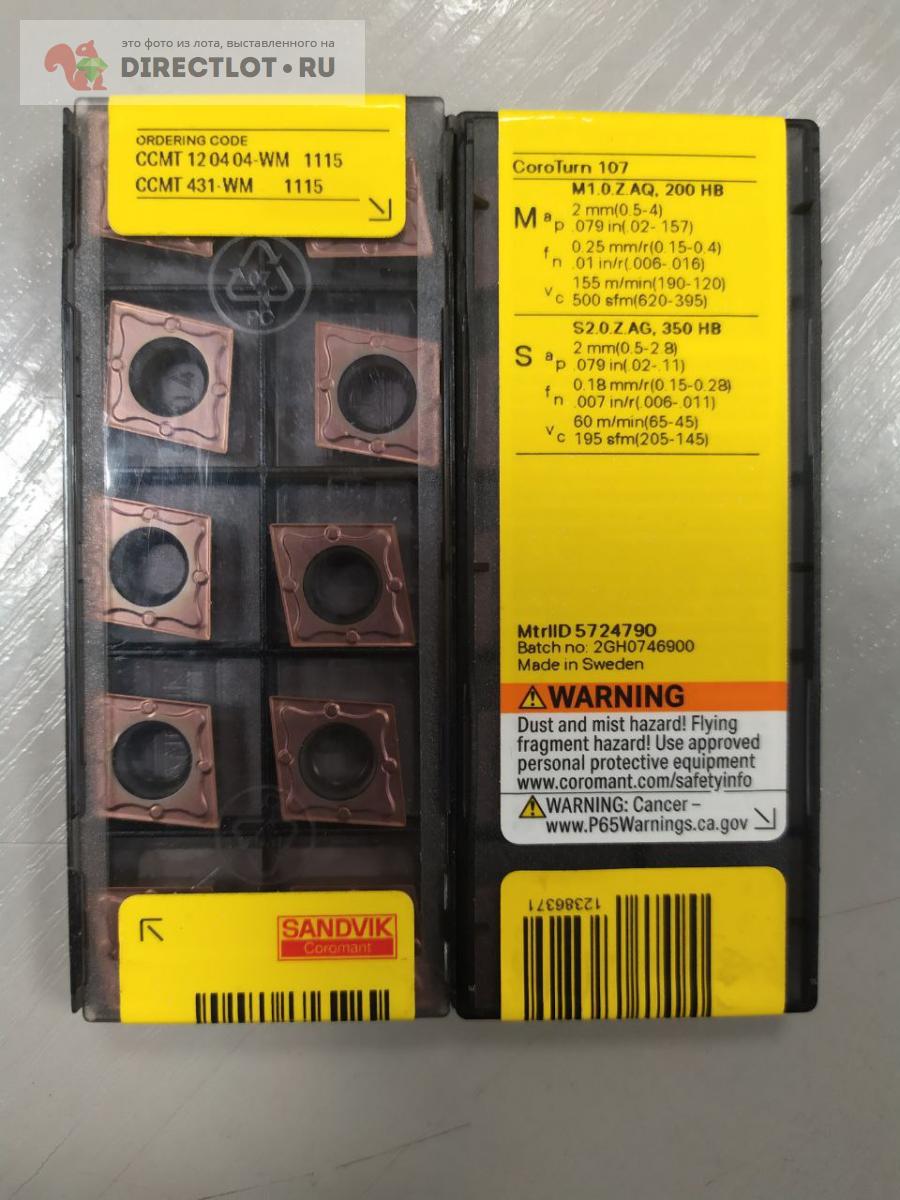 это фото из лота, выставленного на
DIRECTLOT.RU
ORDERING CODE
CCMT 12 04 04-WM 1115
CCMT 431-WM 1115
SANDVIK
Coromant
CoroTurn 107
M1.0.Z.AQ, 200 HB
M ap 2 mm(0.5-4)
.079 in(.02-.157)
fn 0.25 mm/r(0.15-0.4)
.01 in/r(.006-.016)
vc 155 m/min(190-120)
500 sfm(620-395)
S2.0.Z.AG, 350 HB
S ap 2 mm(0.5-2.8)
.079 in(.02-.11)
fn 0.18 mm/r(0.15-0.28)
.007 in/r(.006-.011)
vc 60 m/min(65-45)
195 sfm(205-145)
MtrlID 5724790
Batch no: 2GH0746900
Made in Sweden
WARNING
Dust and mist hazard! Flying
fragment hazard! Use approved
personal protective equipment
www.coromant.com/safetyinfo
WARNING: Cancer –
www.P65Warnings.ca.gov
12386371